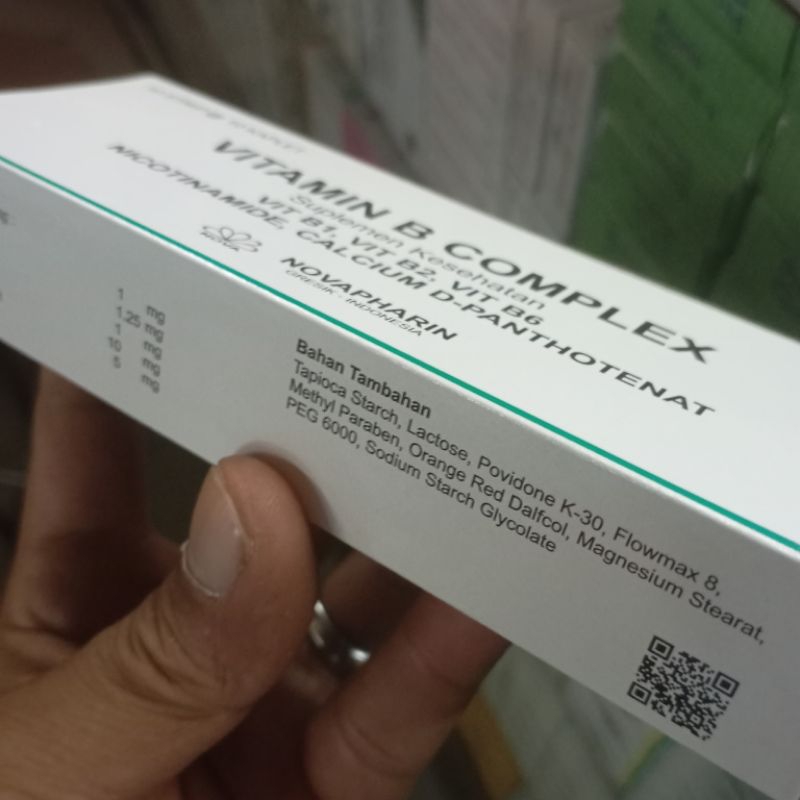 VITAMIN B COMPLEX
Suplemen Kesehatan
VIT B1, VIT B2, VIT B6
NICOTINAMIDE, CALCIUM D-PANTHOTENAT
NOVAPHARIN
GRESIK - INDONESIA
1 mg
1,25 mg
1 mg
10 mg
5 mg
Bahan Tambahan
Tapioca Starch, Lactose, Povidone K-30, Flowmax 8,
Methyl Paraben, Orange Red Dalfcol, Magnesium Stearat,
PEG 6000, Sodium Starch Glycolate